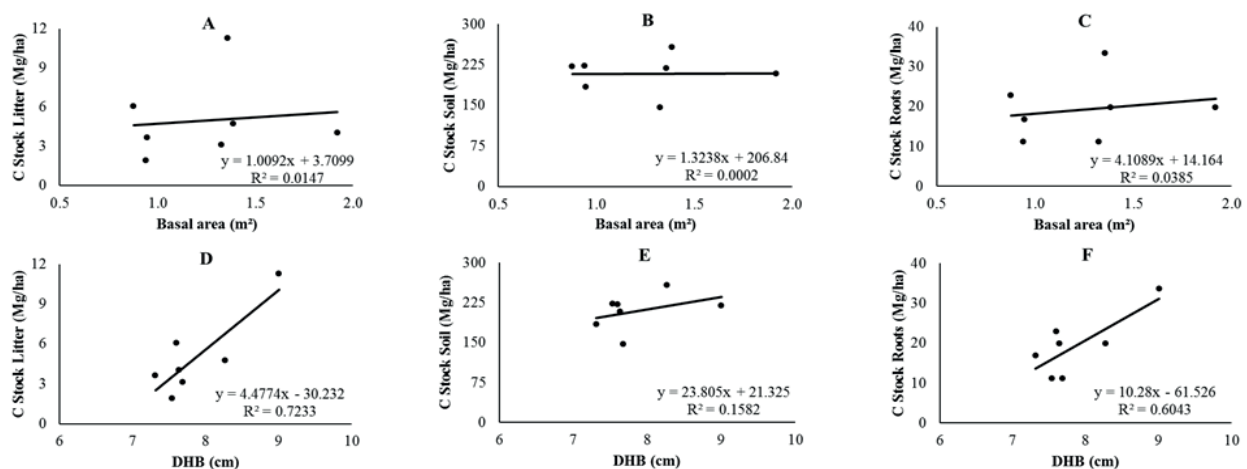 A
C Stock Litter (Mg/ha)
12
9
6
3
0
y = 1.0092x + 3.7099
R² = 0.0147
0.5 1.0 1.5 2.0
Basal area (m²)
B
C Stock Soil (Mg/ha)
300
225
150
75
0
y = 1.3238x + 206.84
R² = 0.0002
0.5 1.0 1.5 2.0
Basal area (m²)
C
C Stock Roots (Mg/ha)
40
30
20
10
0
y = 4.1089x + 14.164
R² = 0.0385
0.5 1.0 1.5 2.0
Basal area (m²)
D
C Stock Litter (Mg/ha)
12
9
6
3
0
y = 4.4774x - 30.232
R² = 0.7233
6 7 8 9 10
DHB (cm)
E
C Stock Soil (Mg/ha)
300
225
150
75
0
y = 23.805x + 21.325
R² = 0.1582
6 7 8 9 10
DHB (cm)
F
C Stock Roots (Mg/ha)
40
30
20
10
0
y = 10.28x - 61.526
R² = 0.6043
6 7 8 9 10
DHB (cm)